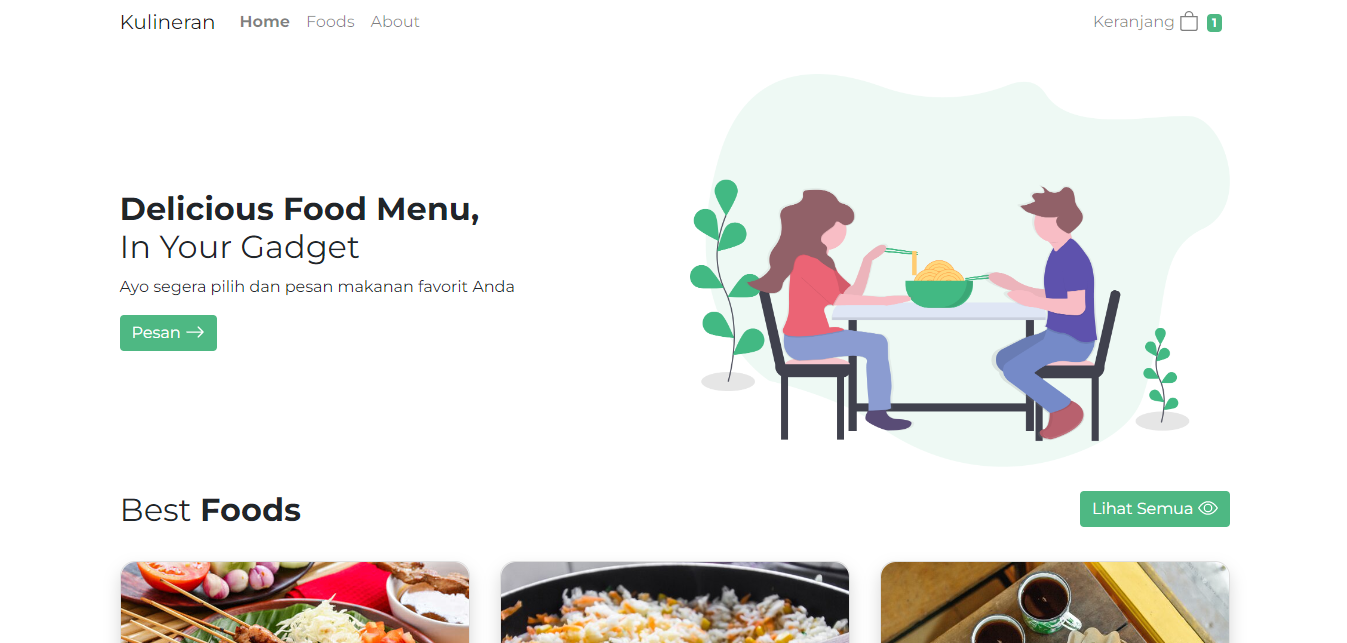 Kulineran Home Foods About Keranjang 1
Delicious Food Menu,
In Your Gadget
Ayo segera pilih dan pesan makanan favorit Anda
Pesan
Best Foods
Lihat Semua